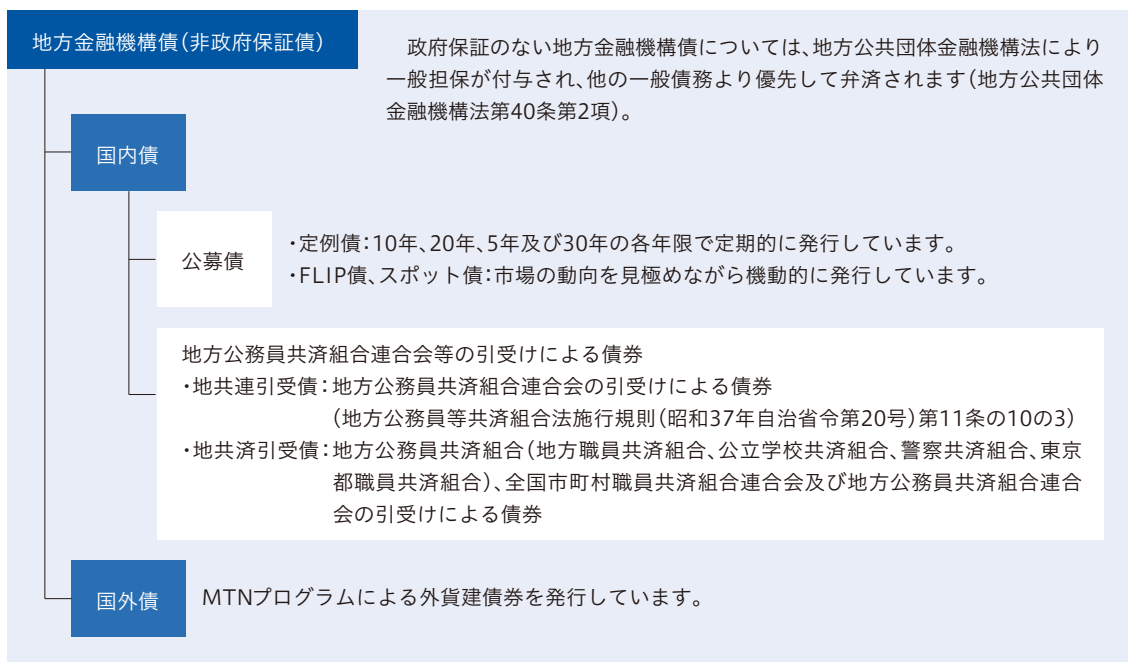 地方金融機構債（非政府保証債）
政府保証のない地方金融機構債については、地方公共団体金融機構法により
一般担保が付与され、他の一般債務より優先して弁済されます（地方公共団体
金融機構法第40条第2項）。
国内債
公募債
・定例債：10年、20年、5年及び30年の各年限で定期的に発行しています。
・FLIP債、スポット債：市場の動向を見極めながら機動的に発行しています。
地方公務員共済組合連合会等の引受けによる債券
・地共連引受債：地方公務員共済組合連合会の引受けによる債券
（地方公務員等共済組合法施行規則（昭和37年自治省令第20号）第11条の10の3）
・地共済引受債：地方公務員共済組合（地方職員共済組合、公立学校共済組合、警察共済組合、東京
都職員共済組合）、全国市町村職員共済組合連合会及び地方公務員共済組合連合
会の引受けによる債券
国外債
MTNプログラムによる外貨建債券を発行しています。